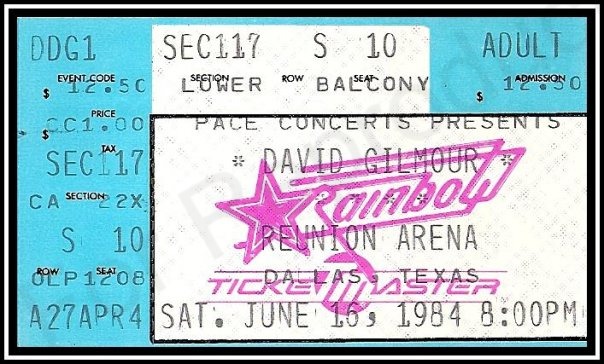 DDG1 SEC117 S 10 ADULT
EVENT CODE SECTION ROW SEAT ADMISSION
$ 12.50 LOWER BALCONY $ 12.50
PRICE
$ CC1.00 PACE CONCERTS PRESENTS
TAX
SEC117 * DAVID GILMOUR *
SECTION
CA 22X
Rainbow
S 10 REUNION ARENA
ROW SEAT
DALLAS, TEXAS
TICKETMASTER
A27APR4 SAT. JUNE 16, 1984 8:00PM